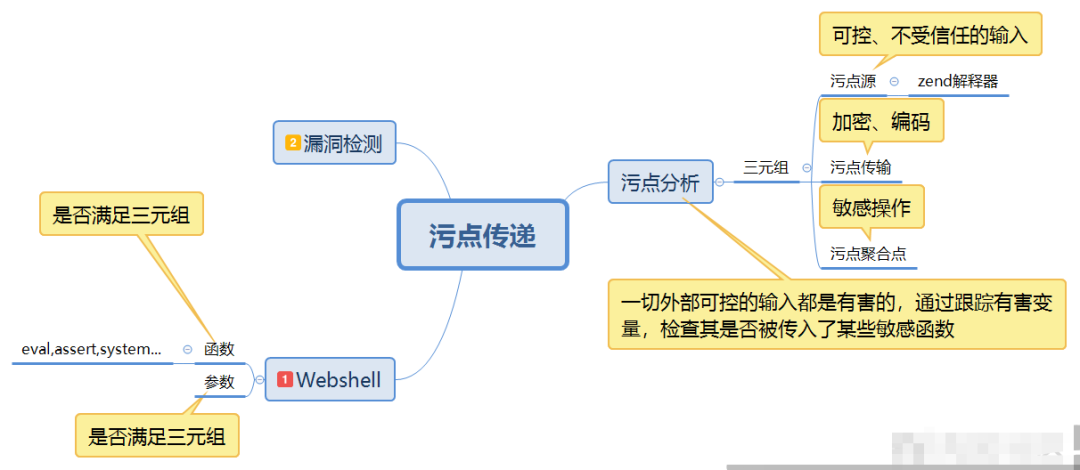 可控、不受信任的输入
污点源
zend解释器
加密、编码
2
漏洞检测
污点分析
三元组
污点传输
是否满足三元组
污点传递
敏感操作
污点聚合点
一切外部可控的输入都是有害的，通过跟踪有害变
量，检查其是否被传入了某些敏感函数
eval,assert,system...
函数
参数
1
Webshell
是否满足三元组